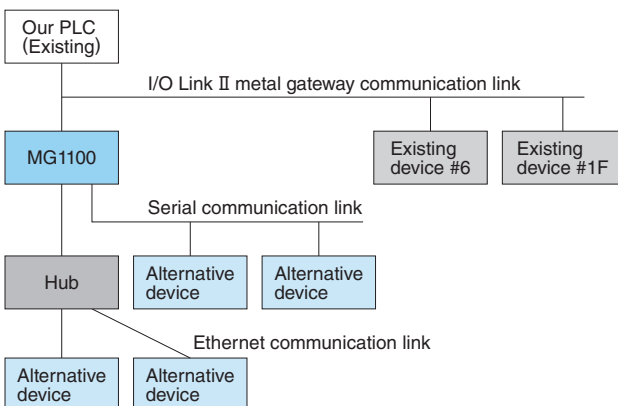 Our PLC
(Existing)
I/O Link Ⅱ metal gateway communication link
MG1100
Existing
device #6
Existing
device #1F
Serial communication link
Hub
Alternative
device
Alternative
device
Ethernet communication link
Alternative
device
Alternative
device